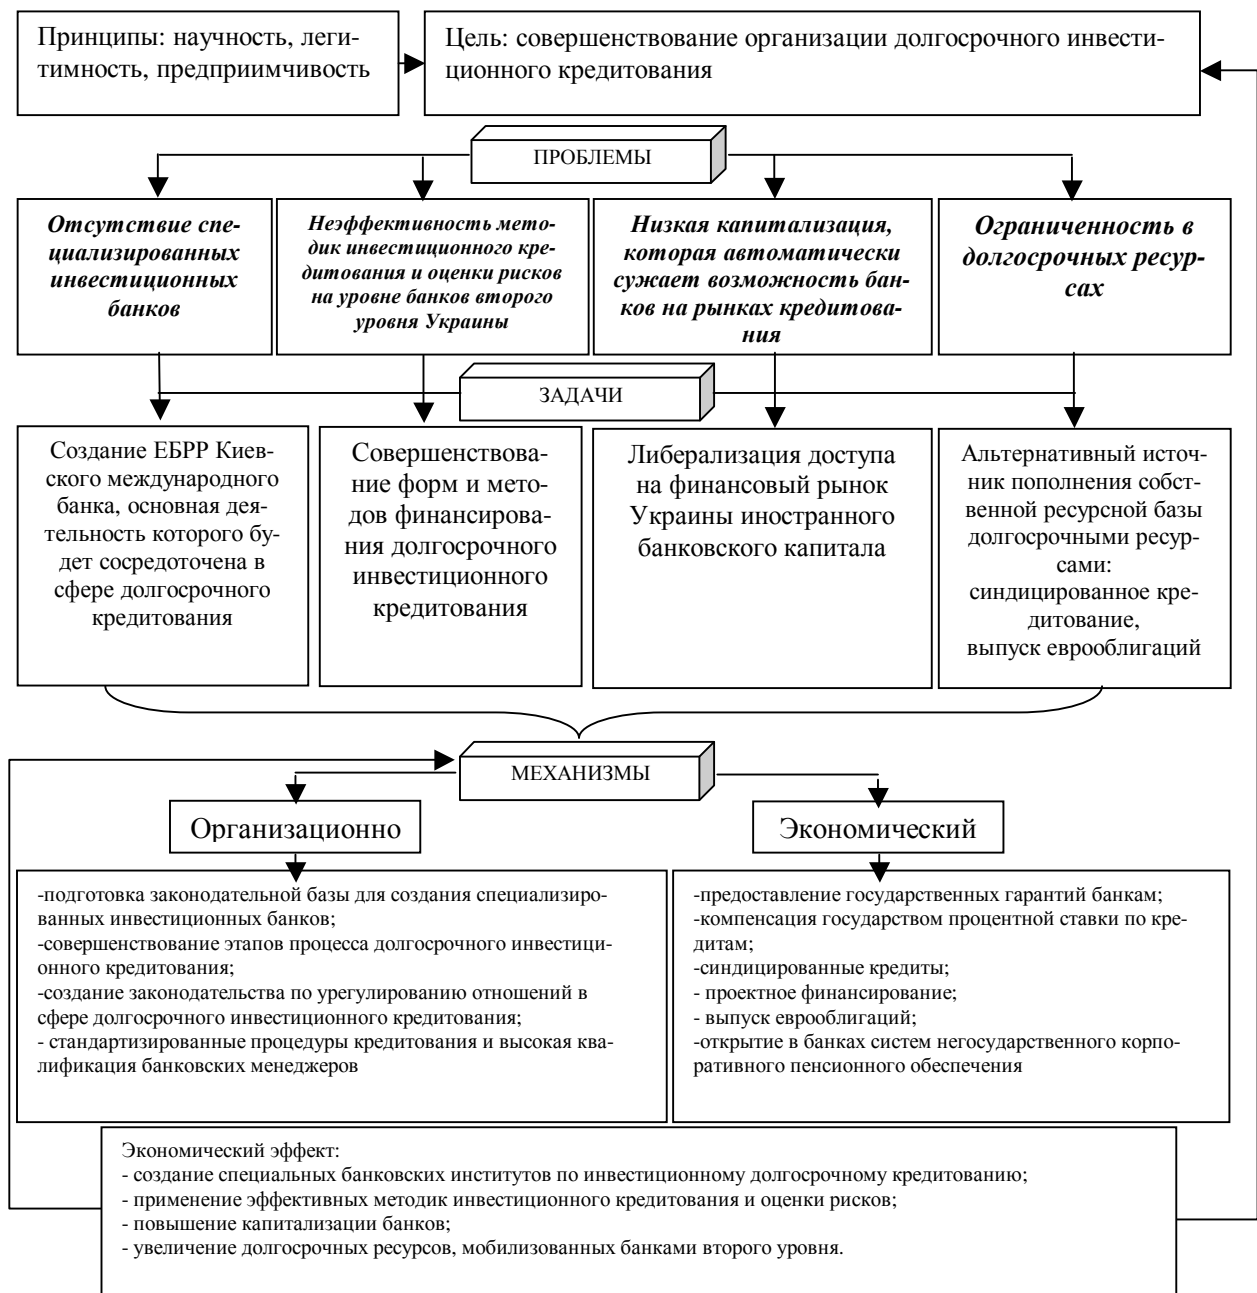 Принципы: научность, леги-
тимность, предприимчивость
Цель: совершенствование организации долгосрочного инвести-
ционного кредитования
ПРОБЛЕМЫ
Отсутствие спе-
циализированных
инвестиционных
банков
Неэффективность мето-
дик инвестиционного кре-
дитования и оценки рисков
на уровне банков второго
уровня Украины
Низкая капитализация,
которая автоматически
сужает возможность бан-
ков на рынках кредитова-
ния
Ограниченность в
долгосрочных ресур-
сах
ЗАДАЧИ
Создание ЕБРР Киев-
ского международного
банка, основная дея-
тельность которого бу-
дет сосредоточена в
сфере долгосрочного
кредитования
Совершенствова-
ние форм и мето-
дов финансирова-
ния долгосрочного
инвестиционного
кредитования
Либерализация доступа
на финансовый рынок
Украины иностранного
банковского капитала
Альтернативный источ-
ник пополнения собст-
венной ресурсной базы
долгосрочными ресур-
сами:
синдицированное кре-
дитование,
выпуск еврооблигаций
МЕХАНИЗМЫ
Организационно
Экономический
-подготовка законодательной базы для создания специализиро-
ванных инвестиционных банков;
-совершенствование этапов процесса долгосрочного инвестици-
онного кредитования;
-создание законодательства по урегулированию отношений в
сфере долгосрочного инвестиционного кредитования;
- стандартизированные процедуры кредитования и высокая ква-
лификация банковских менеджеров
-предоставление государственных гарантий банкам;
-компенсация государством процентной ставки по кре-
дитам;
-синдицированные кредиты;
- проектное финансирование;
- выпуск еврооблигаций;
-открытие в банках систем негосударственного корпо-
ративного пенсионного обеспечения
Экономический эффект:
- создание специальных банковских институтов по инвестиционному долгосрочному кредитованию;
- применение эффективных методик инвестиционного кредитования и оценки рисков;
- повышение капитализации банков;
- увеличение долгосрочных ресурсов, мобилизованных банками второго уровня.